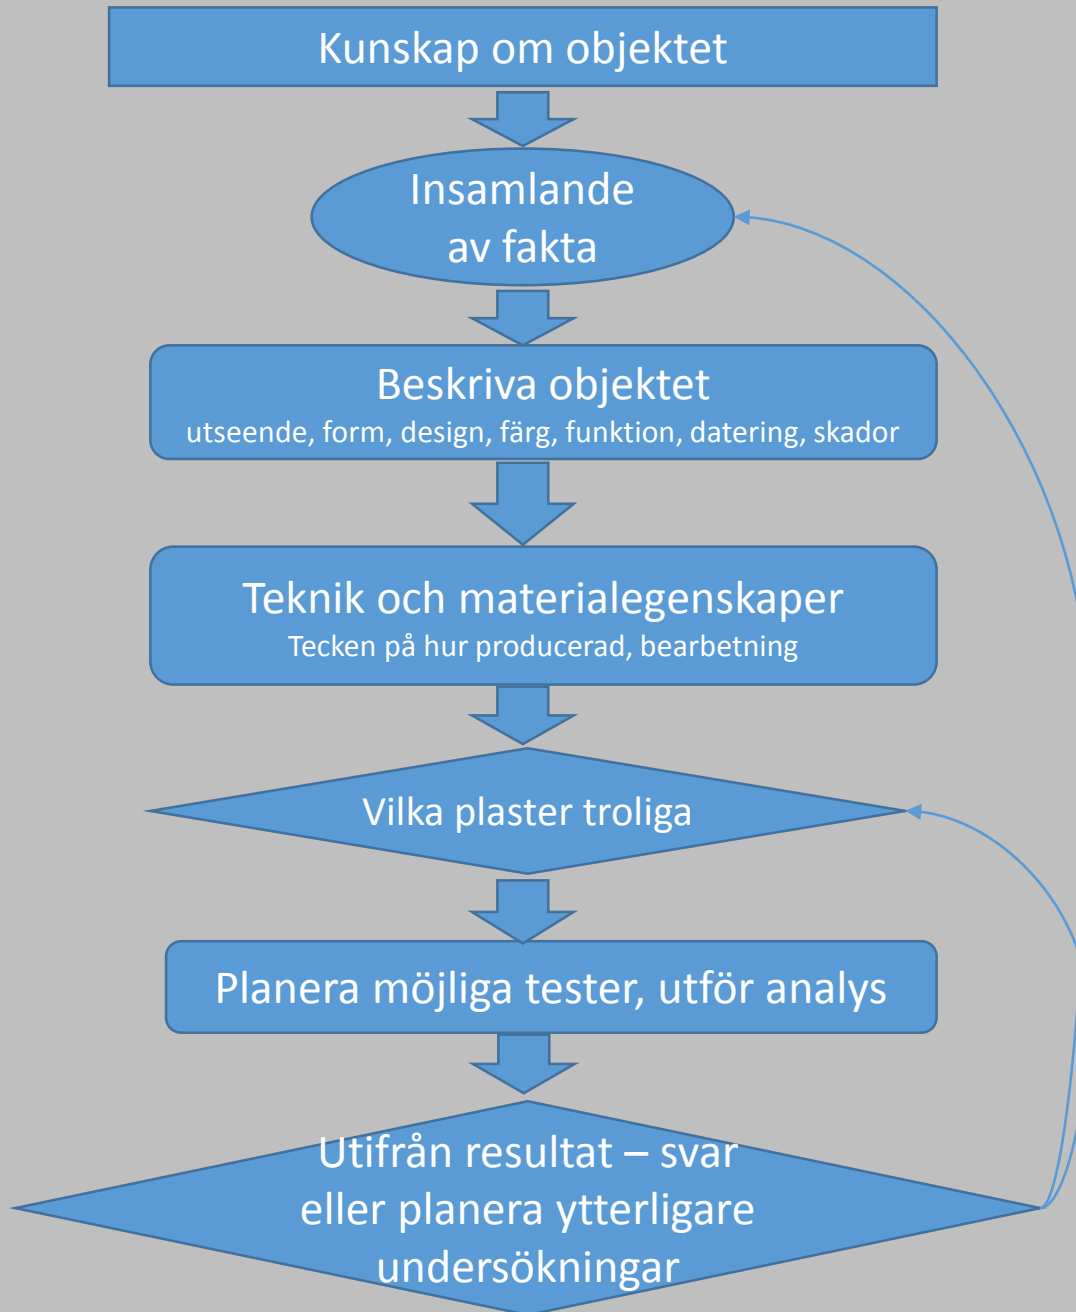 Kunskap om objektet
Insamlande
av fakta
Beskriva objektet
utseende, form, design, färg, funktion, datering, skador
Teknik och materialegenskaper
Tecken på hur producerad, bearbetning
Vilka plaster troliga
Planera möjliga tester, utför analys
Utifrån resultat – svar
eller planera ytterligare
undersökningar